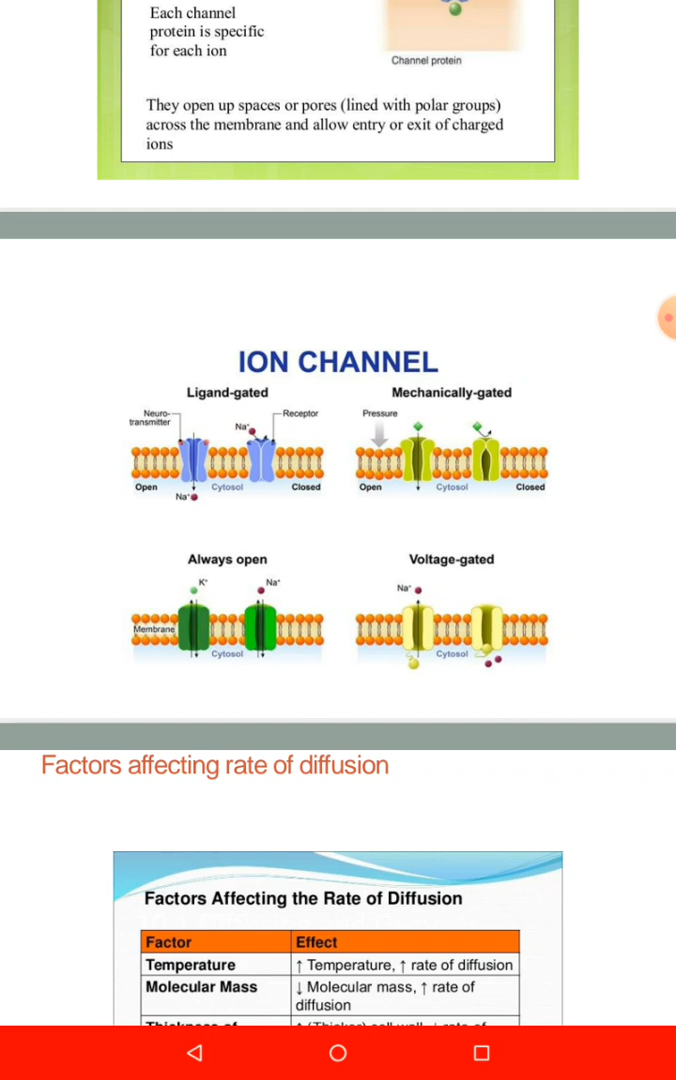 Each channel
protein is specific
for each ion
Channel protein
They open up spaces or pores (lined with polar groups)
across the membrane and allow entry or exit of charged
ions
ION CHANNEL
Ligand-gated
Mechanically-gated
Neuro-
transmitter
Na⁺
Receptor
Pressure
Open
Cytosol
Closed
Na⁺
Open
Cytosol
Closed
Always open
Voltage-gated
K⁺
Na⁺
Na⁺
Membrane
Cytosol
Cytosol
Factors affecting rate of diffusion
Factors Affecting the Rate of Diffusion
Factor Effect
Temperature ↑ Temperature, ↑ rate of diffusion
Molecular Mass ↓ Molecular mass, ↑ rate of
diffusion